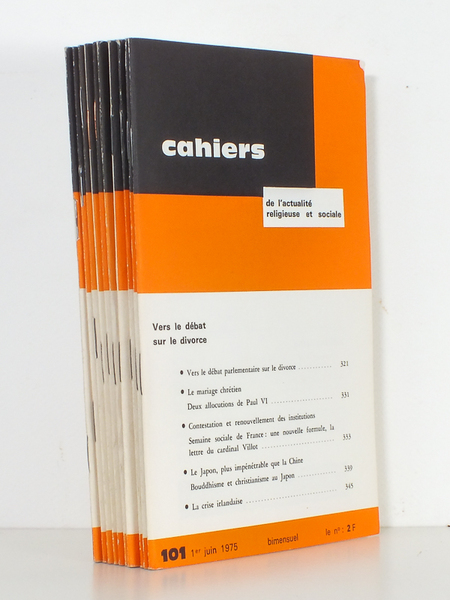 cahiers
de l'actualité
religieuse et sociale
Vers le débat
sur le divorce
• Vers le débat parlementaire sur le divorce ............ 321
• Le mariage chrétien
Deux allocutions de Paul VI ..................... 331
• Contestation et renouvellement des institutions
Semaine sociale de France : une nouvelle formule, la
lettre du cardinal Villot ......................... 333
• Le Japon, plus impénétrable que la Chine
Bouddhisme et christianisme au Japon ............. 339
• La crise irlandaise ........................... 345
101 1er juin 1975 bimensuel le n° : 2 F